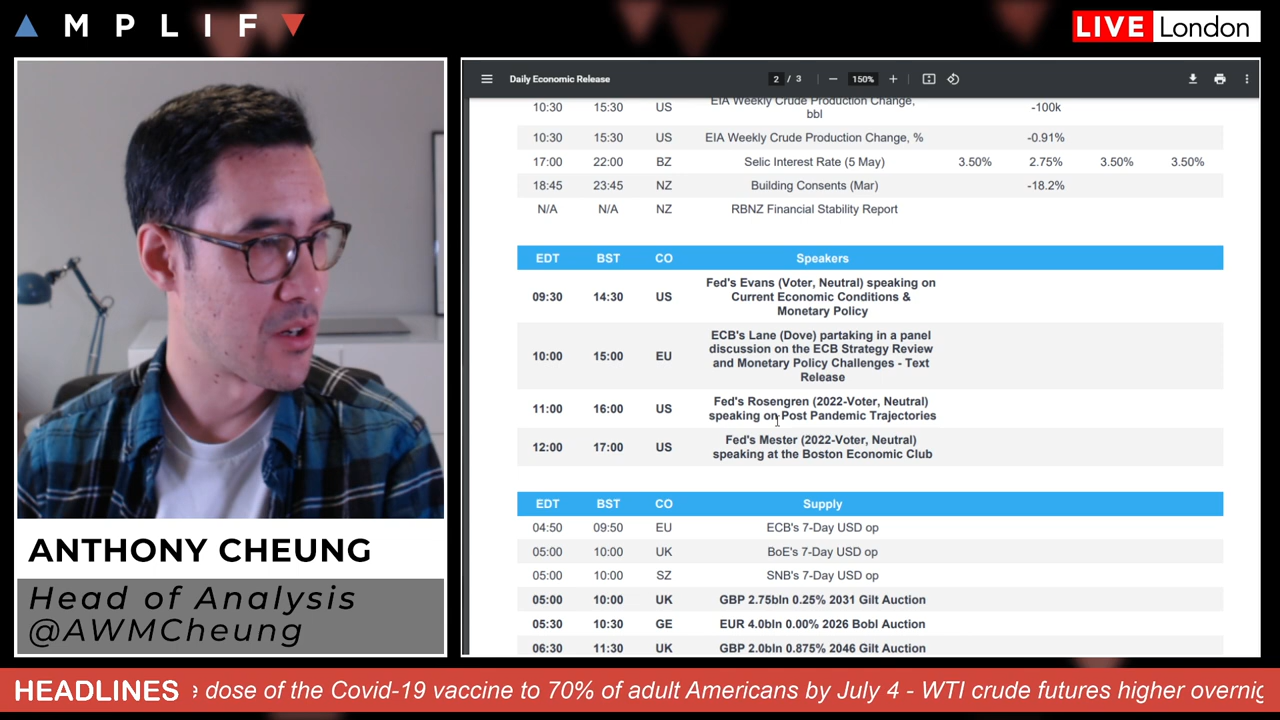 AMPLIFY
LIVE London
Daily Economic Release
2 / 3
150%
10:30 15:30 US EIA Weekly Crude Production Change,
bbl -100k
10:30 15:30 US EIA Weekly Crude Production Change, % -0.91%
17:00 22:00 BZ Selic Interest Rate (5 May) 3.50% 2.75% 3.50% 3.50%
18:45 23:45 NZ Building Consents (Mar) -18.2%
N/A N/A NZ RBNZ Financial Stability Report
EDT BST CO Speakers
09:30 14:30 US Fed's Evans (Voter, Neutral) speaking on
Current Economic Conditions &
Monetary Policy
10:00 15:00 EU ECB's Lane (Dove) partaking in a panel
discussion on the ECB Strategy Review
and Monetary Policy Challenges - Text
Release
11:00 16:00 US Fed's Rosengren (2022-Voter, Neutral)
speaking on Post Pandemic Trajectories
12:00 17:00 US Fed's Mester (2022-Voter, Neutral)
speaking at the Boston Economic Club
EDT BST CO Supply
04:50 09:50 EU ECB's 7-Day USD op
05:00 10:00 UK BoE's 7-Day USD op
05:00 10:00 SZ SNB's 7-Day USD op
05:00 10:00 UK GBP 2.75bln 0.25% 2031 Gilt Auction
05:30 10:30 GE EUR 4.0bln 0.00% 2026 Bobl Auction
06:30 11:30 UK GBP 2.0bln 0.875% 2046 Gilt Auction
ANTHONY CHEUNG
Head of Analysis
@AWMCheung
HEADLINES dose of the Covid-19 vaccine to 70% of adult Americans by July 4 - WTI crude futures higher